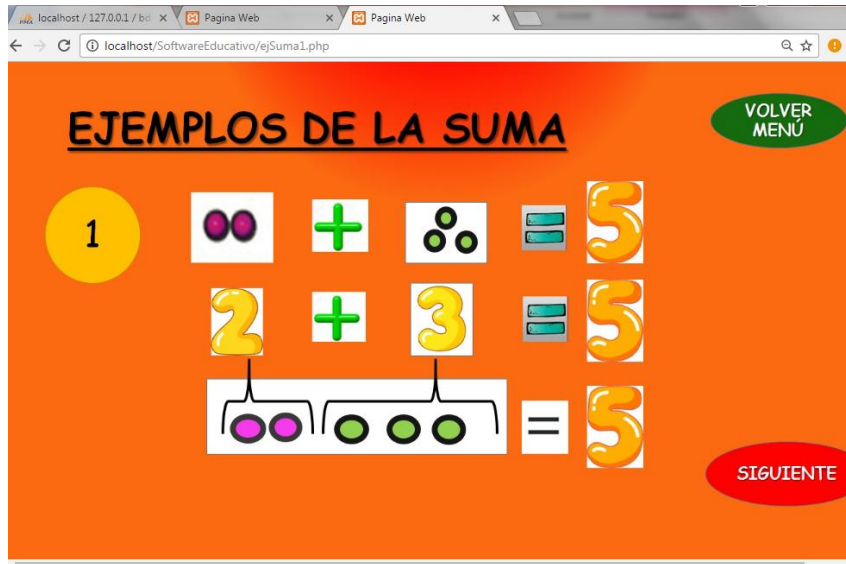 localhost / 127.0.0.1 / bd
Pagina Web
Pagina Web
localhost/SoftwareEducativo/ejSuma1.php
EJEMPLOS DE LA SUMA
VOLVER
MENÚ
1
+ = 5
2 + 3 = 5
= 5
SIGUIENTE